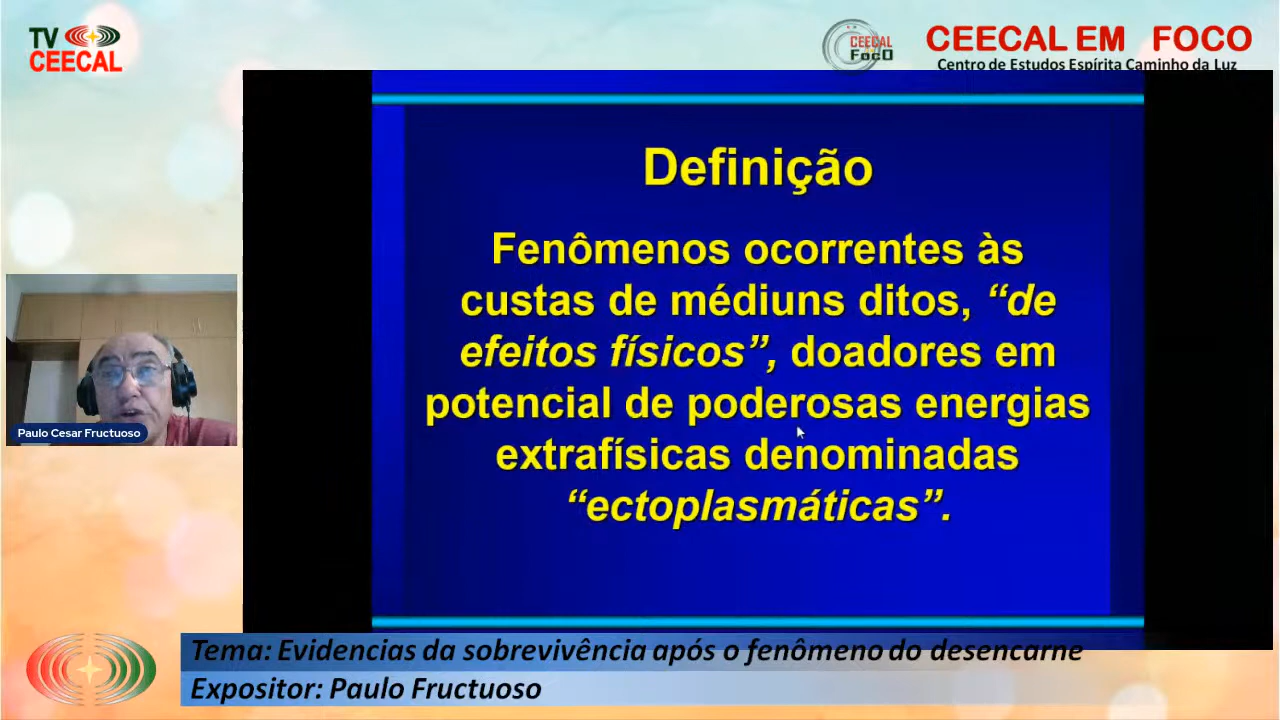 TV
CEECAL
CEECAL
em
FocO
CEECAL EM FOCO
Centro de Estudos Espírita Caminho da Luz
Definição
Fenômenos ocorrentes às
custas de médiuns ditos, “de
efeitos físicos”, doadores em
potencial de poderosas energias
extrafísicas denominadas
“ectoplasmáticas”.
Paulo Cesar Fructuoso
Tema: Evidencias da sobrevivência após o fenômeno do desencarne
Expositor: Paulo Fructuoso